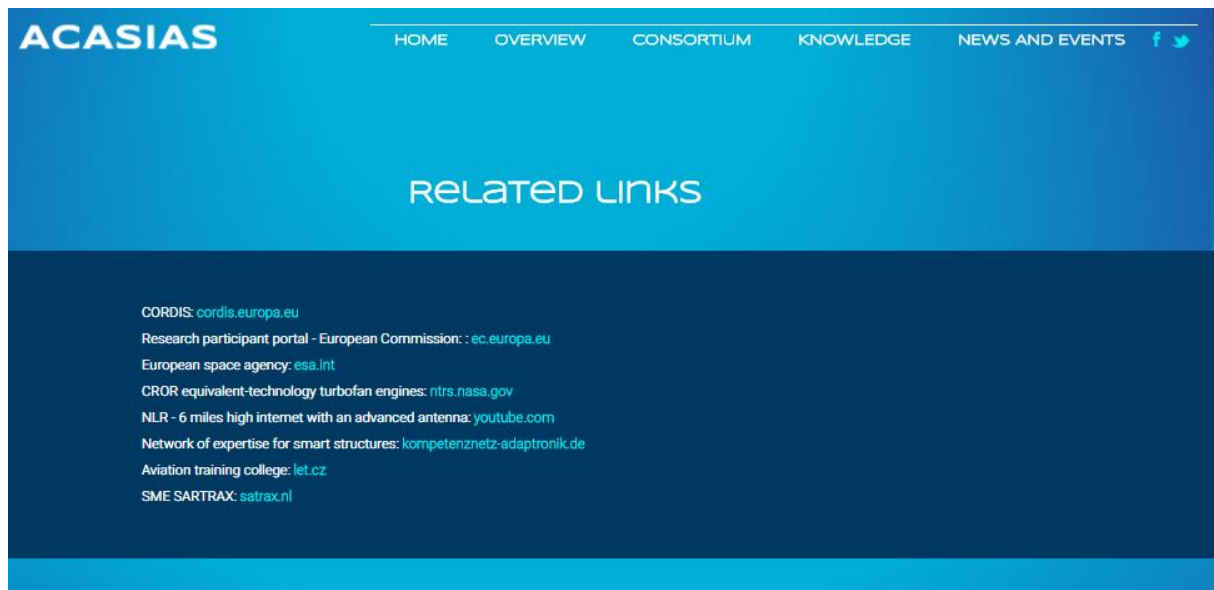 ACASIAS
HOME OVERVIEW CONSORTIUM KNOWLEDGE NEWS AND EVENTS
RELATED LINKS
CORDIS: cordis.europa.eu
Research participant portal - European Commission: : ec.europa.eu
European space agency: esa.int
CROR equivalent-technology turbofan engines: ntrs.nasa.gov
NLR - 6 miles high internet with an advanced antenna: youtube.com
Network of expertise for smart structures: kompetenznetz-adaptronik.de
Aviation training college: let.cz
SME SARTRAX: satrax.nl